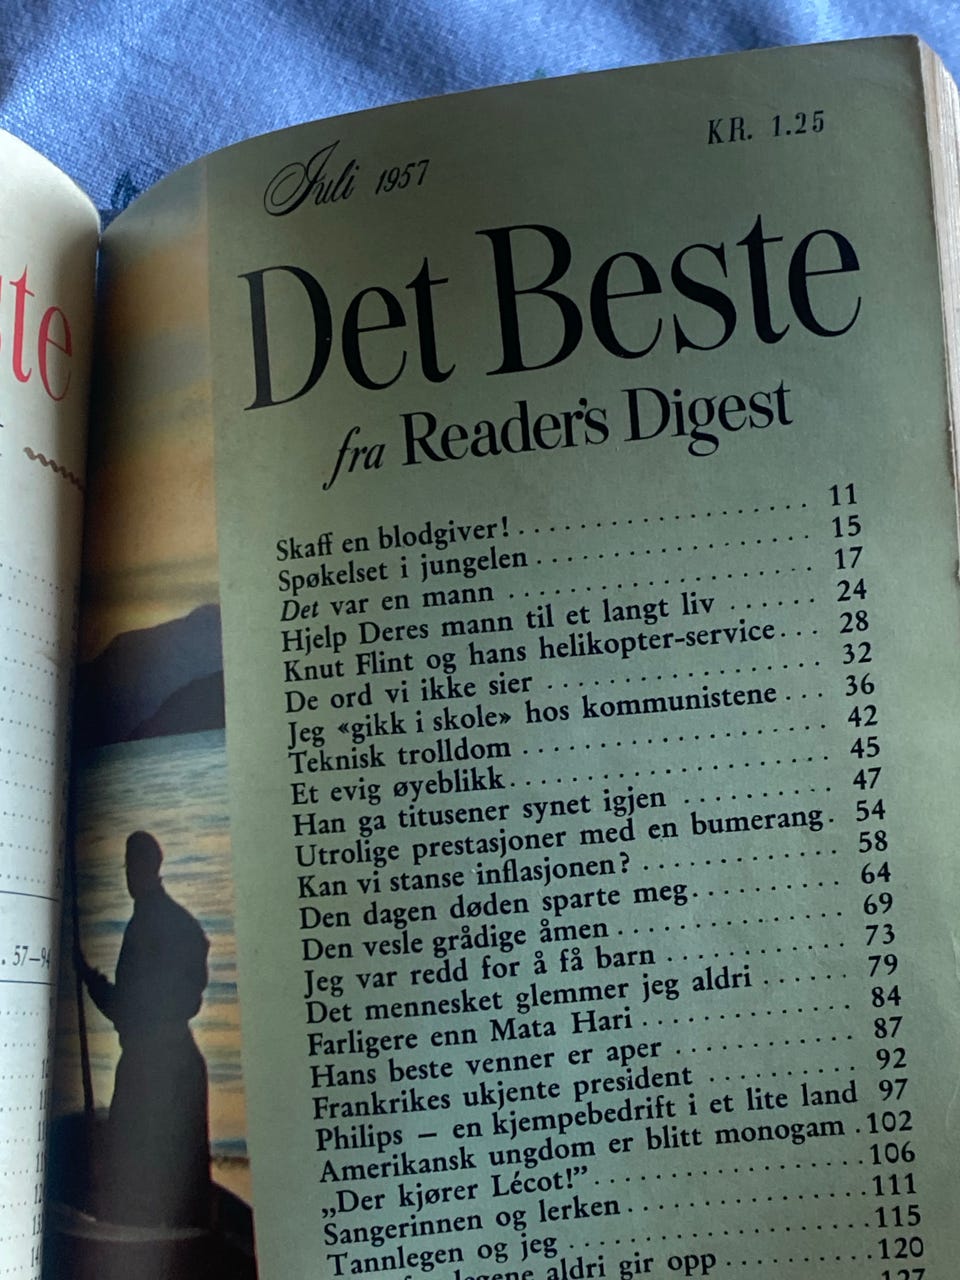 ste
. 57—94
Juli 1957
KR. 1.25
Det Beste
fra Reader's Digest
Skaff en blodgiver! . . . . . . . . . . . . . . . . . . . 11
Spøkelset i jungelen . . . . . . . . . . . . . . . . . . 15
Det var en mann . . . . . . . . . . . . . . . . . . . . 17
Hjelp Deres mann til et langt liv . . . . . . 24
Knut Flint og hans helikopter-service . . . 28
De ord vi ikke sier . . . . . . . . . . . . . . . . . . 32
Jeg «gikk i skole» hos kommunistene . . . 36
Teknisk trolldom . . . . . . . . . . . . . . . . . . . 42
Et evig øyeblikk . . . . . . . . . . . . . . . . . . . . 45
Han ga titusener synet igjen . . . . . . . . . . 47
Utrolige prestasjoner med en bumerang . 54
Kan vi stanse inflasjonen? . . . . . . . . . . . . 58
Den dagen døden sparte meg . . . . . . . . . . 64
Den vesle grådige åmen . . . . . . . . . . . . . . 69
Jeg var redd for å få barn . . . . . . . . . . . . 73
Det mennesket glemmer jeg aldri . . . . . . 79
Farligere enn Mata Hari . . . . . . . . . . . . . 84
Hans beste venner er aper . . . . . . . . . . . . 87
Frankrikes ukjente president . . . . . . . . . . 92
Philips – en kjempebedrift i et lite land 97
Amerikansk ungdom er blitt monogam . 102
„Der kjører Lécot!” . . . . . . . . . . . . . . . . . 106
Sangerinnen og lerken . . . . . . . . . . . . . . . 111
Tannlegen og jeg . . . . . . . . . . . . . . . . . . . 115
aldri gir opp . . . . . . . . . . 120
127